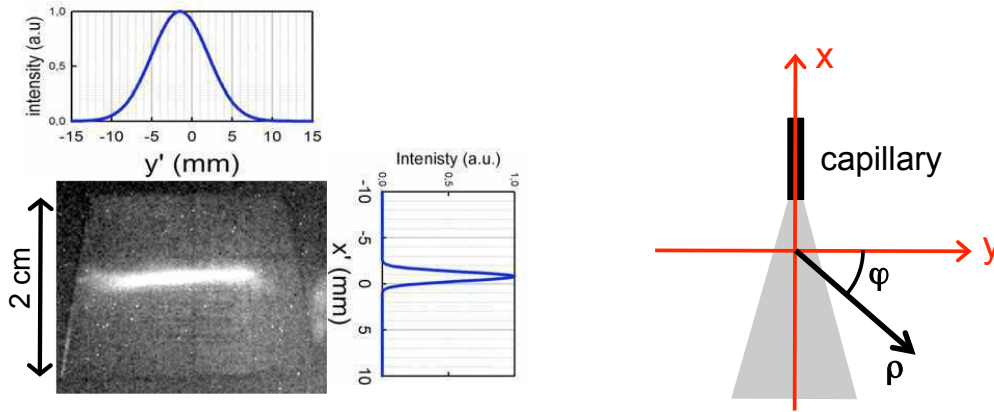 1,0
0,5
0,0
intensity (a.u)
-15 -10 -5 0 5 10 15
y' (mm)
2 cm
Intenisty (a.u.)
0,0 0,5 1,0
-10
-5
0
5
10
x' (mm)
x
capillary
y
φ
ρ